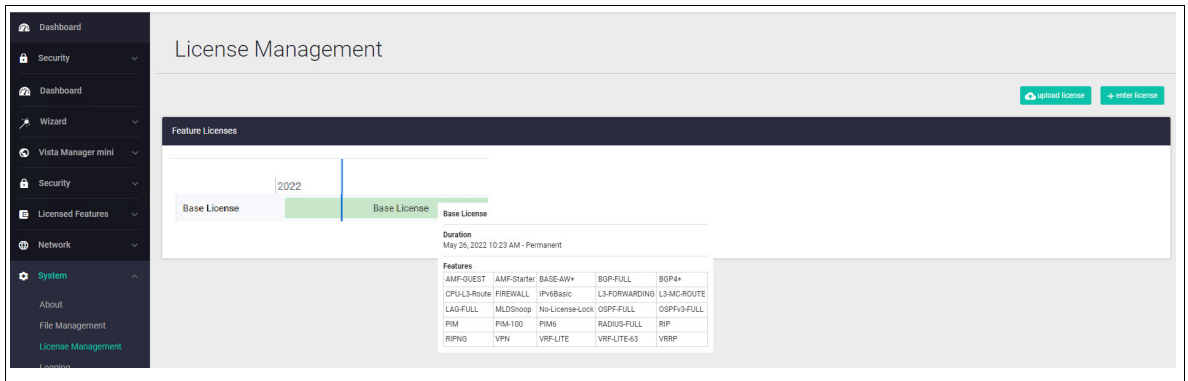 Dashboard
Security
Dashboard
Wizard
Vista Manager mini
Security
Licensed Features
Network
System
About
File Management
License Management
Logging
License Management
upload license
+ enter license
Feature Licenses
2022
Base License
Base License
Base License
Duration
May 26, 2022 10:23 AM - Permanent
Features
AMF-GUEST AMF-Starter BASE-AW+ BGP-FULL BGP4+
CPU-L3-Route FIREWALL IPv6Basic L3-FORWARDING L3-MC-ROUTE
LAG-FULL MLDSnoop No-License-Lock OSPF-FULL OSPFv3-FULL
PIM PIM-100 PIM6 RADIUS-FULL RIP
RIPNG VPN VRF-LITE VRF-LITE-63 VRRP